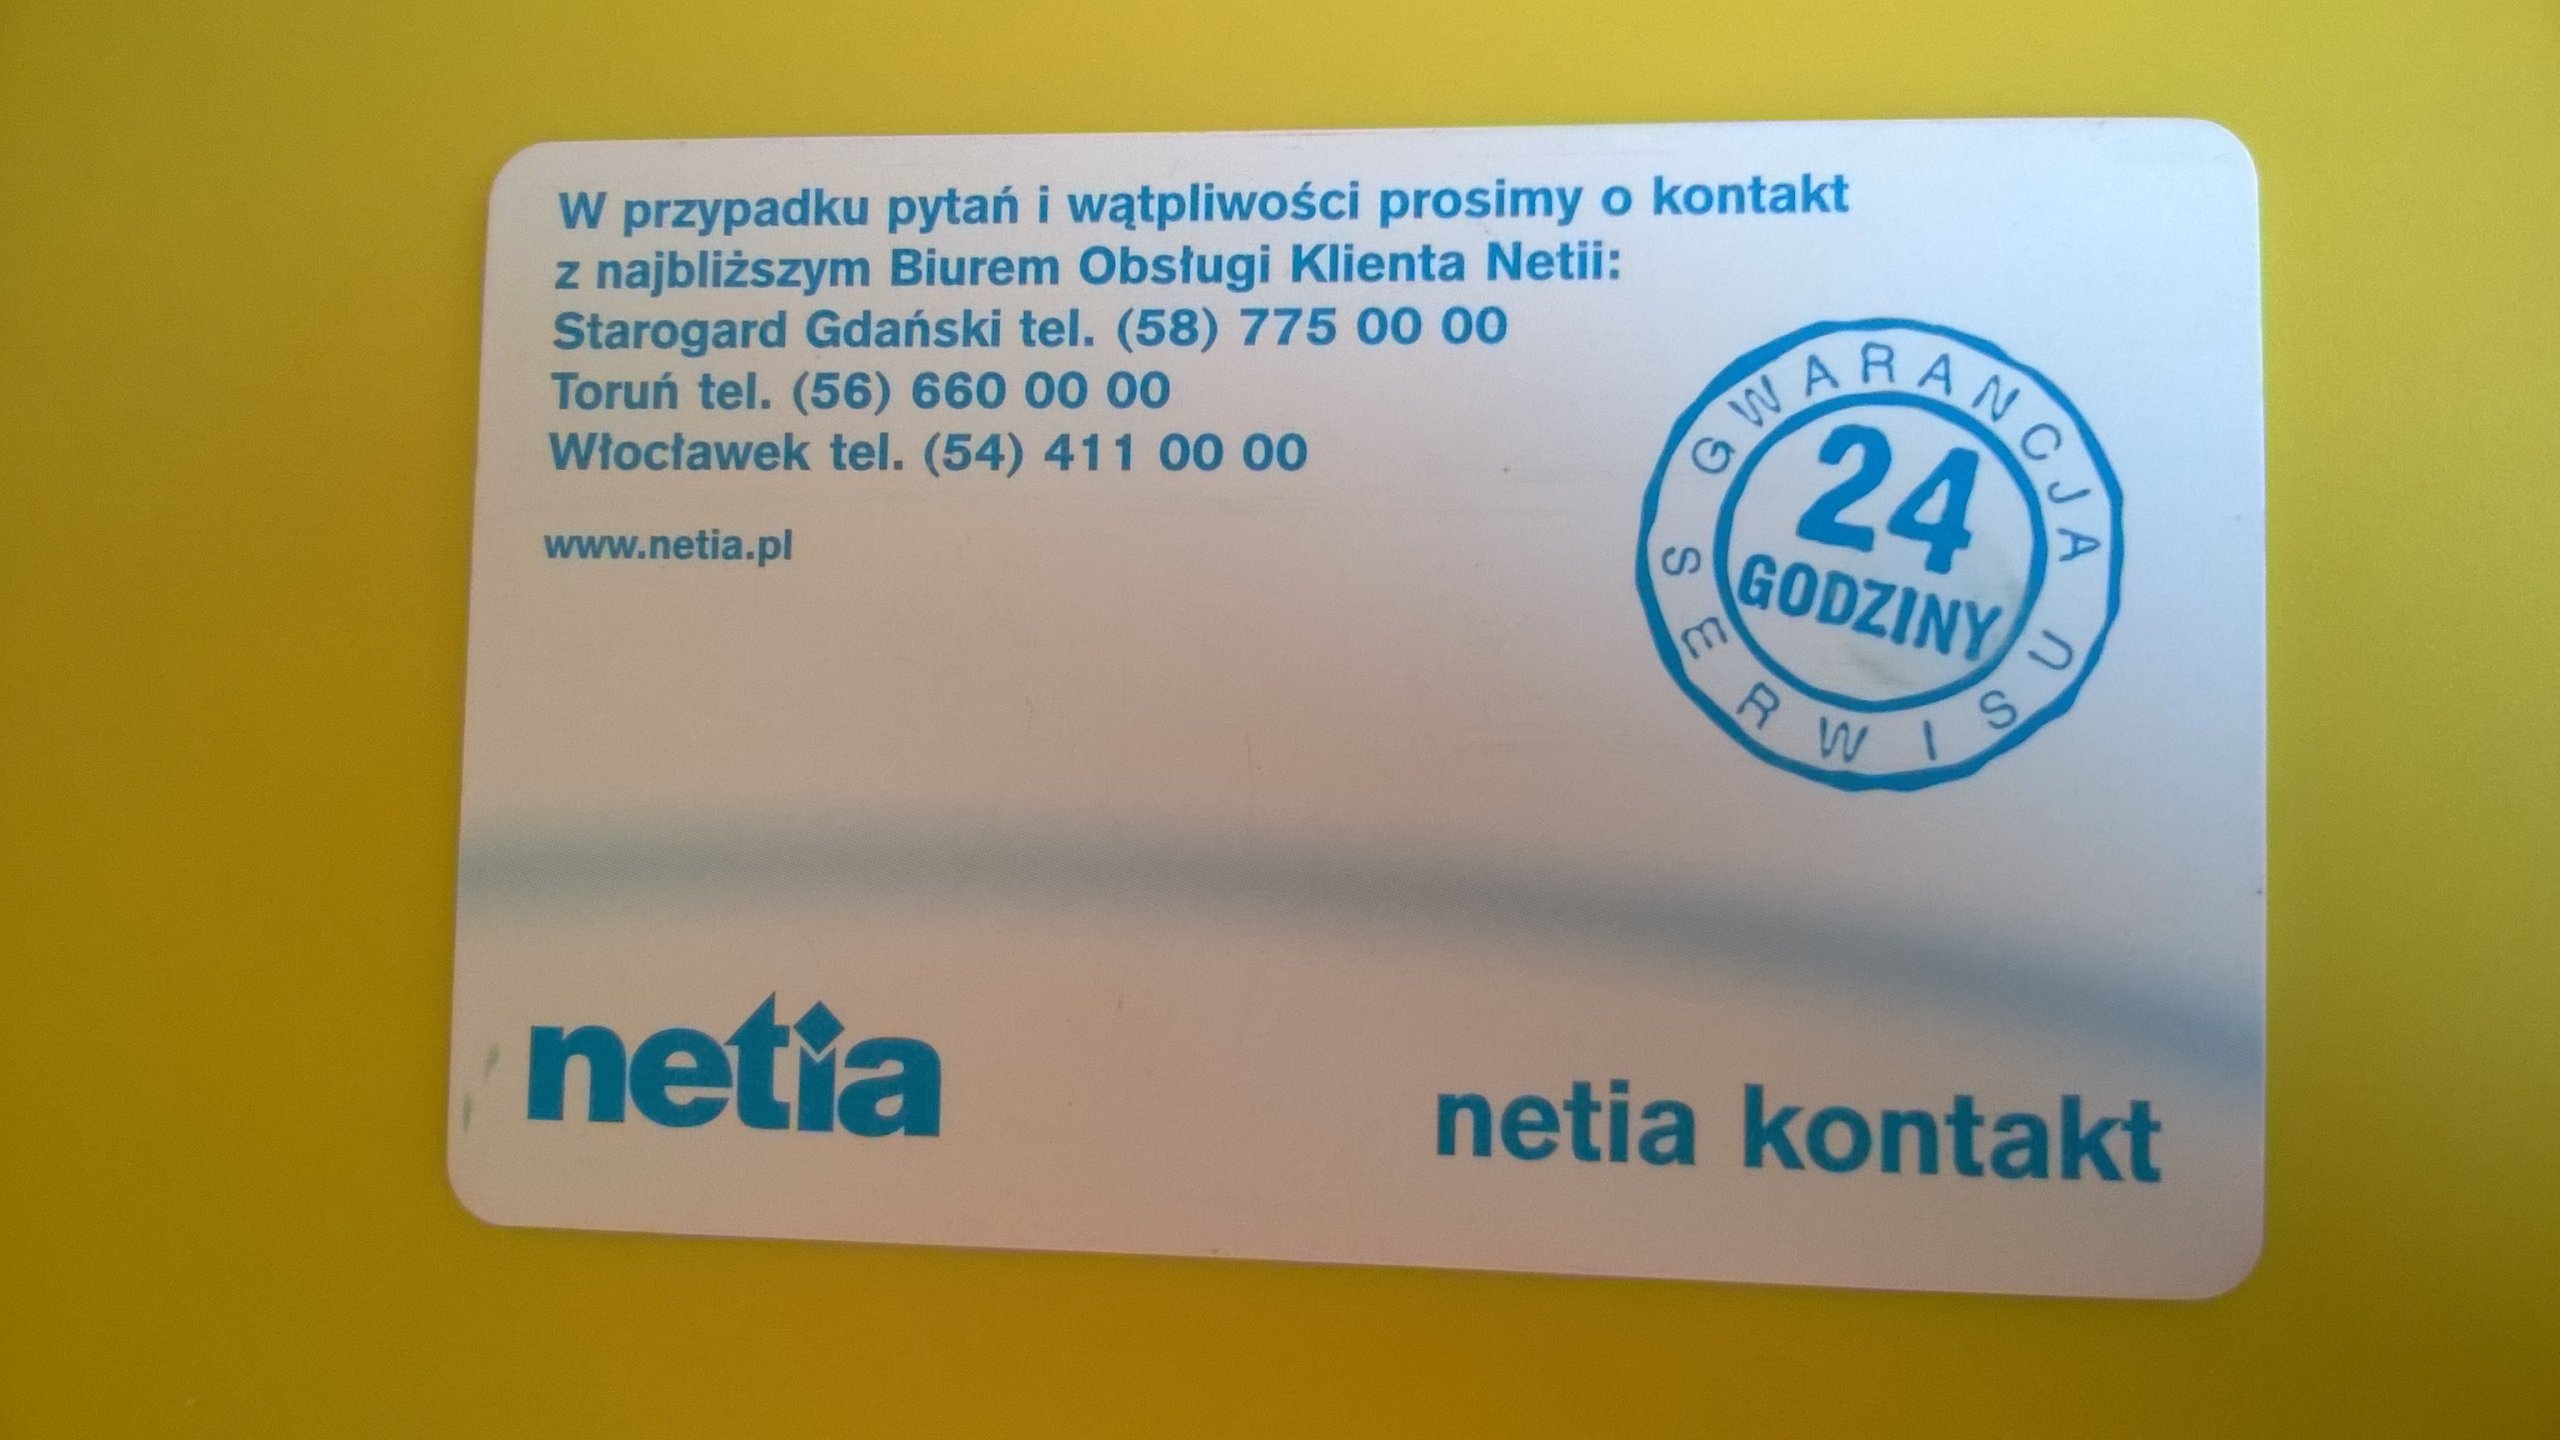 W przypadku pytań i wątpliwości prosimy o kontakt
z najbliższym Biurem Obsługi Klienta Netii:
Starogard Gdański tel. (58) 775 00 00
Toruń tel. (56) 660 00 00
Włocławek tel. (54) 411 00 00
www.netia.pl
GWARANCJA SERWISU
24
GODZINY
netia
netia kontakt